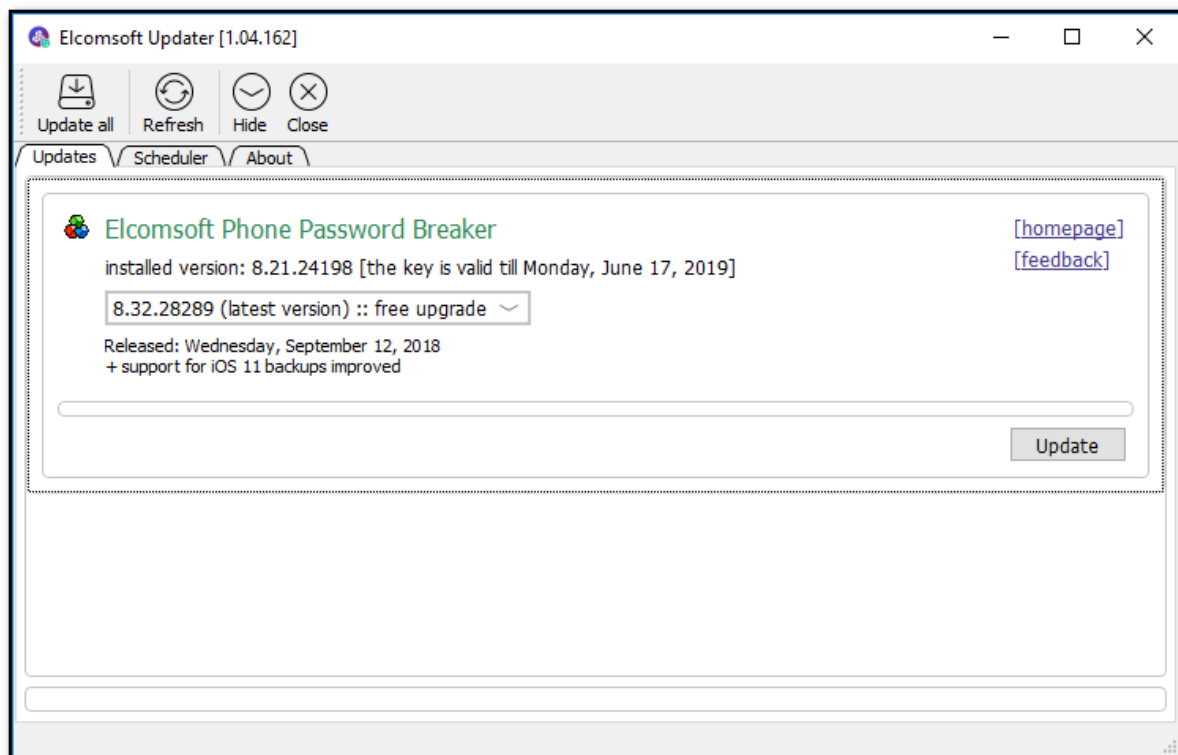 Elcomsoft Updater [1.04.162]
Update all Refresh Hide Close
Updates Scheduler About
Elcomsoft Phone Password Breaker [homepage]
installed version: 8.21.24198 [the key is valid till Monday, June 17, 2019] [feedback]
8.32.28289 (latest version) :: free upgrade
Released: Wednesday, September 12, 2018
+ support for iOS 11 backups improved
Update